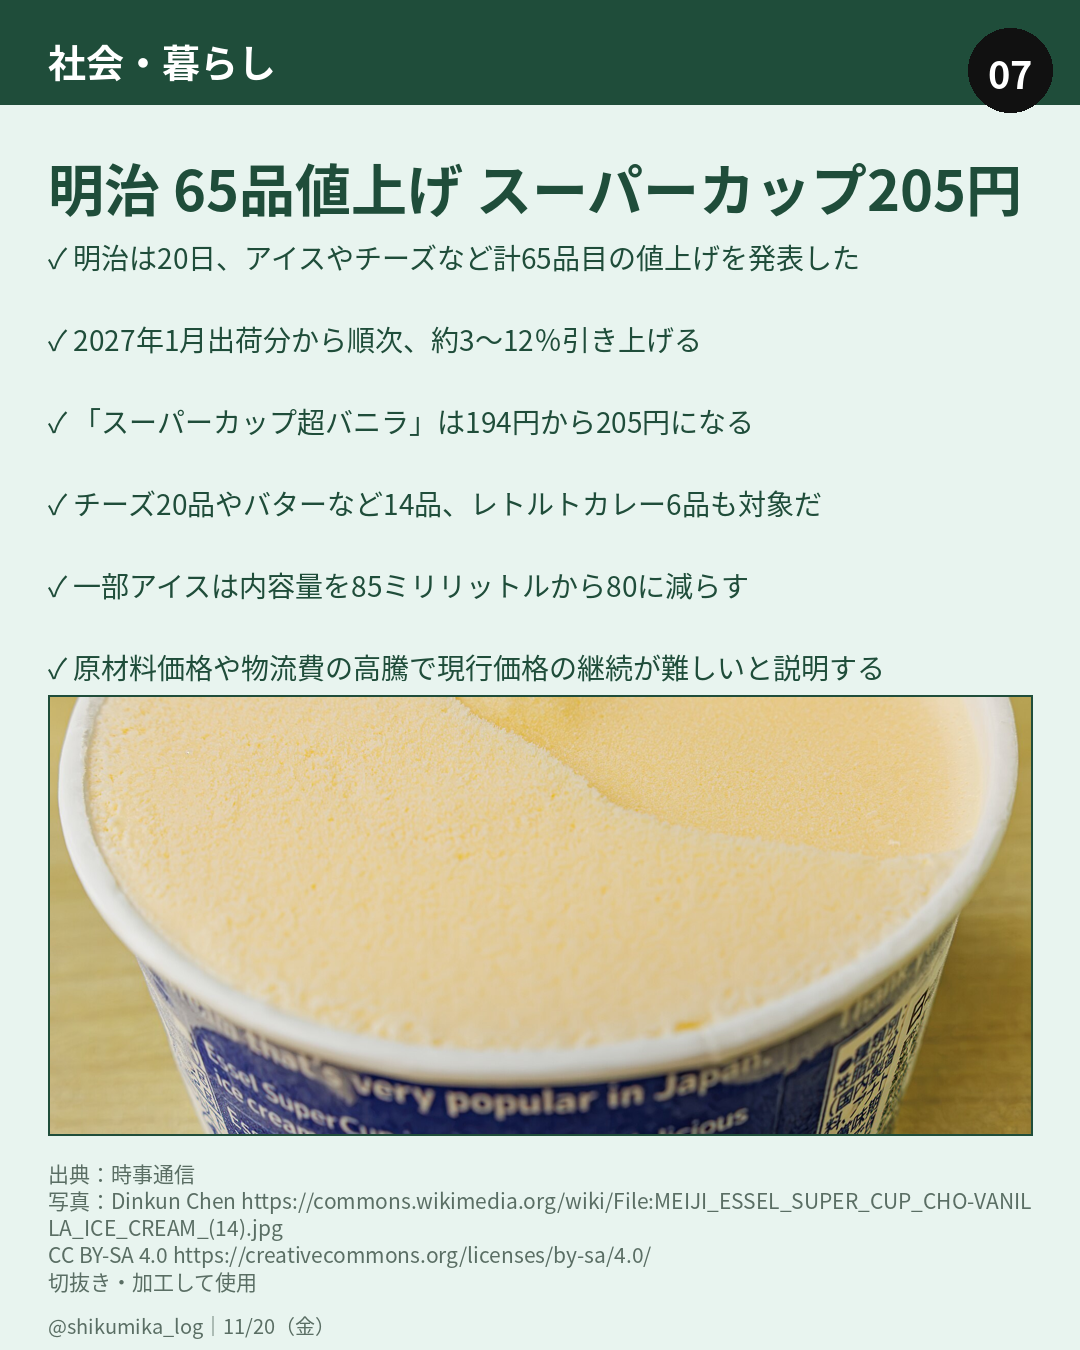 社会・暮らし
07
明治 65品値上げ スーパーカップ205円
✓明治は20日、アイスやチーズなど計65品目の値上げを発表した
✓2027年1月出荷分から順次、約3〜12％引き上げる
✓「スーパーカップ超バニラ」は194円から205円になる
✓チーズ20品やバターなど14品、レトルトカレー6品も対象だ
✓一部アイスは内容量を85ミリリットルから80に減らす
✓原材料価格や物流費の高騰で現行価格の継続が難しいと説明する
that's very popular in Japan.
Essel SuperCup
ice cream
出典：時事通信
写真：Dinkun Chen https://commons.wikimedia.org/wiki/File:MEIJI_ESSEL_SUPER_CUP_CHO-VANIL
LA_ICE_CREAM_(14).jpg
CC BY-SA 4.0 https://creativecommons.org/licenses/by-sa/4.0/
切抜き・加工して使用
@shikumika_log｜11/20（金）